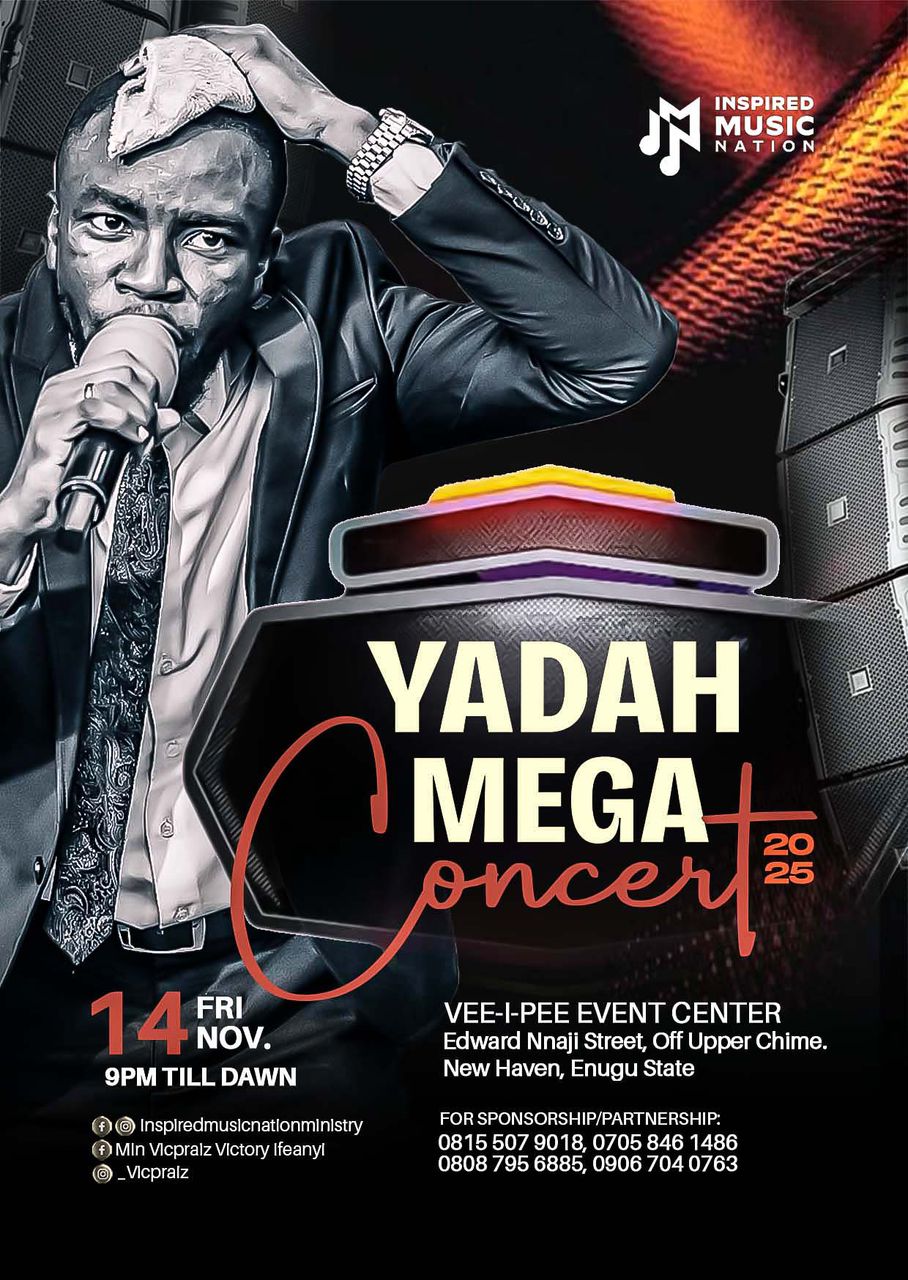 INSPIRED
MUSIC
NATION
YADAH
MEGA
Concert
20
25
14 FRI
NOV.
9PM TILL DAWN
VEE-I-PEE EVENT CENTER
Edward Nnaji Street, Off Upper Chime.
New Haven, Enugu State
Inspiredmusicnationministry
Min Vicpraiz Victory Ifeanyi
_Vicpraiz
FOR SPONSORSHIP/PARTNERSHIP:
0815 507 9018, 0705 846 1486
0808 795 6885, 0906 704 0763